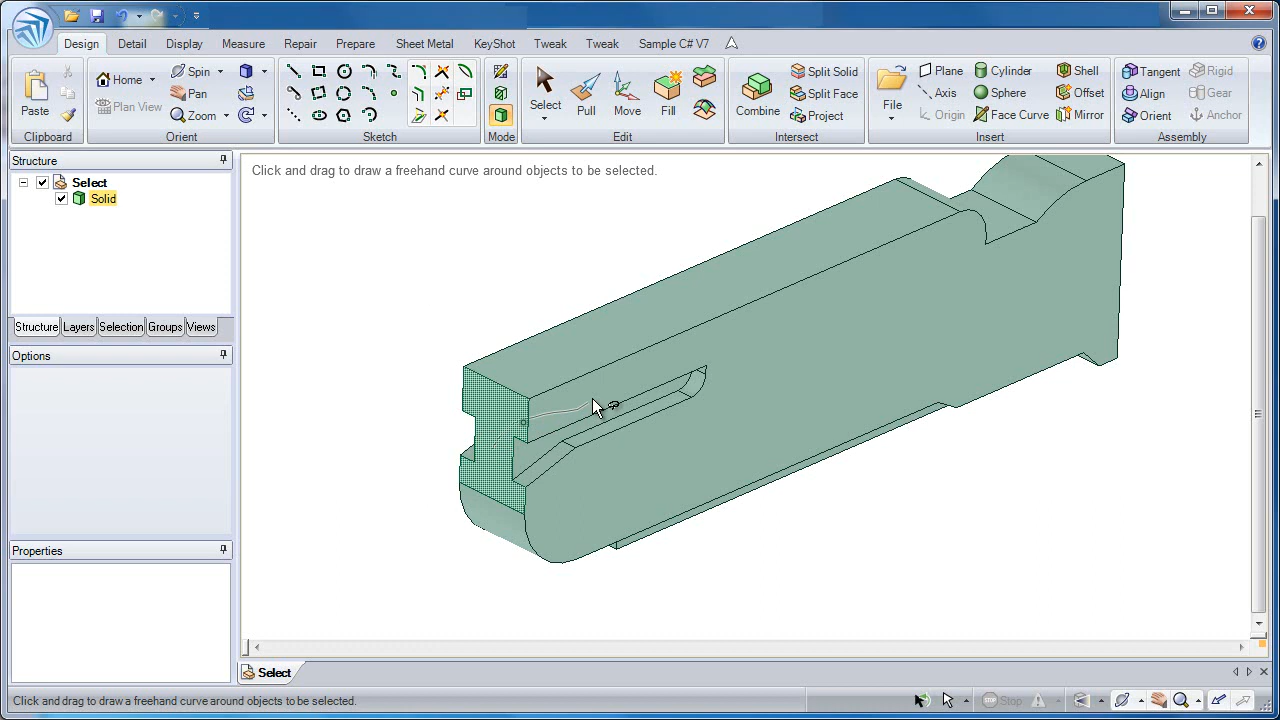 Design Detail Display Measure Repair Prepare Sheet Metal KeyShot Tweak Tweak Sample C# V7
Paste
Clipboard
Home Spin
Plan View Pan
Zoom
Orient
Sketch
Mode
Select Pull Move Fill
Edit
Combine
Split Solid
Split Face
Project
Intersect
File
Plane Cylinder Shell
Axis Sphere Offset
Origin Face Curve Mirror
Insert
Tangent Rigid
Align Gear
Orient Anchor
Assembly
Structure
Select
Solid
Structure Layers Selection Groups Views
Options
Properties
Click and drag to draw a freehand curve around objects to be selected.
Select
Click and drag to draw a freehand curve around objects to be selected.
Stop